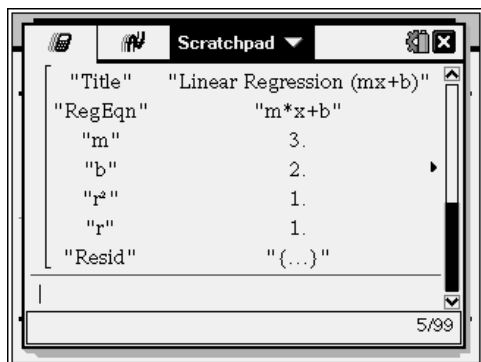 Scratchpad
"Title" "Linear Regression (mx+b)"
"RegEqn" "m*x+b"
"m" 3.
"b" 2.
"r²" 1.
"r" 1.
"Resid" "{...}"
5/99